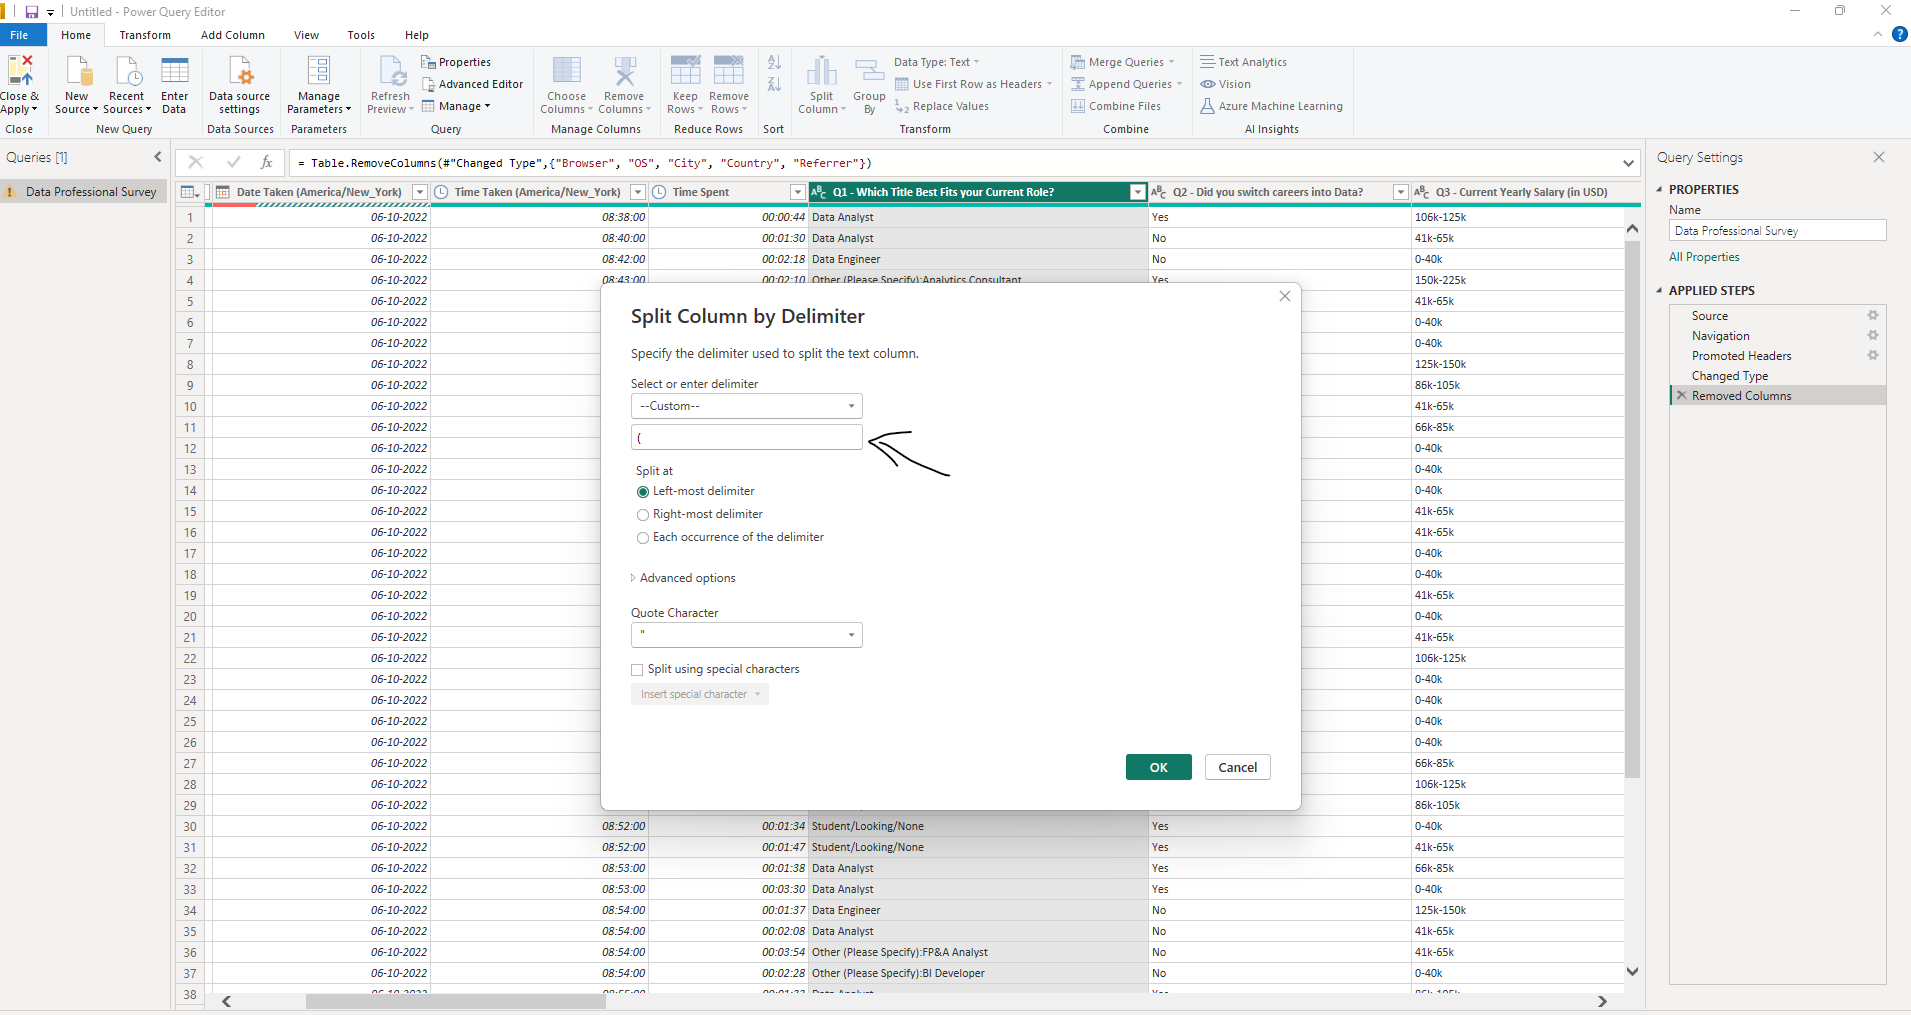 Untitled - Power Query Editor
File Home Transform Add Column View Tools Help
Close & Apply New Source Recent Sources Enter Data Data source settings Manage Parameters Refresh Preview Properties Advanced Editor Manage Choose Columns Remove Columns Keep Rows Remove Rows Split Column Group By Data Type: Text Use First Row as Headers Replace Values Merge Queries Append Queries Combine Files Text Analytics Vision Azure Machine Learning
Close New Query Data Sources Parameters Query Manage Columns Reduce Rows Sort Transform Combine AI Insights
Queries [1]
Data Professional Survey
fx = Table.RemoveColumns(#"Changed Type",{"Browser", "OS", "City", "Country", "Referrer"})
Date Taken (America/New_York) Time Taken (America/New_York) Time Spent Q1 - Which Title Best Fits your Current Role? Q2 - Did you switch careers into Data? Q3 - Current Yearly Salary (in USD)
1 06-10-2022 08:38:00 00:00:44 Data Analyst Yes 106k-125k
2 06-10-2022 08:40:00 00:01:30 Data Analyst No 41k-65k
3 06-10-2022 08:42:00 00:02:18 Data Engineer No 0-40k
4 06-10-2022 08:43:00 00:02:10 Other (Please Specify):Analytics Consultant Yes 150k-225k
5 06-10-2022 41k-65k
6 06-10-2022 0-40k
7 06-10-2022 0-40k
8 06-10-2022 125k-150k
9 06-10-2022 86k-105k
10 06-10-2022 41k-65k
11 06-10-2022 66k-85k
12 06-10-2022 0-40k
13 06-10-2022 0-40k
14 06-10-2022 0-40k
15 06-10-2022 41k-65k
16 06-10-2022 41k-65k
17 06-10-2022 0-40k
18 06-10-2022 0-40k
19 06-10-2022 41k-65k
20 06-10-2022 0-40k
21 06-10-2022 41k-65k
22 06-10-2022 106k-125k
23 06-10-2022 0-40k
24 06-10-2022 0-40k
25 06-10-2022 0-40k
26 06-10-2022 0-40k
27 06-10-2022 66k-85k
28 06-10-2022 106k-125k
29 06-10-2022 86k-105k
30 06-10-2022 08:52:00 00:01:34 Student/Looking/None Yes 0-40k
31 06-10-2022 08:52:00 00:01:47 Student/Looking/None Yes 41k-65k
32 06-10-2022 08:53:00 00:01:38 Data Analyst Yes 66k-85k
33 06-10-2022 08:53:00 00:03:30 Data Analyst Yes 0-40k
34 06-10-2022 08:54:00 00:01:37 Data Engineer No 125k-150k
35 06-10-2022 08:54:00 00:02:08 Data Analyst No 41k-65k
36 06-10-2022 08:54:00 00:03:54 Other (Please Specify):FP&A Analyst No 41k-65k
37 06-10-2022 08:54:00 00:02:28 Other (Please Specify):BI Developer No 0-40k
38
Split Column by Delimiter
Specify the delimiter used to split the text column.
Select or enter delimiter
--Custom--
(
Split at
Left-most delimiter
Right-most delimiter
Each occurrence of the delimiter
Advanced options
Quote Character
"
Split using special characters
Insert special character
OK Cancel
Query Settings
PROPERTIES
Name
Data Professional Survey
All Properties
APPLIED STEPS
Source
Navigation
Promoted Headers
Changed Type
Removed Columns